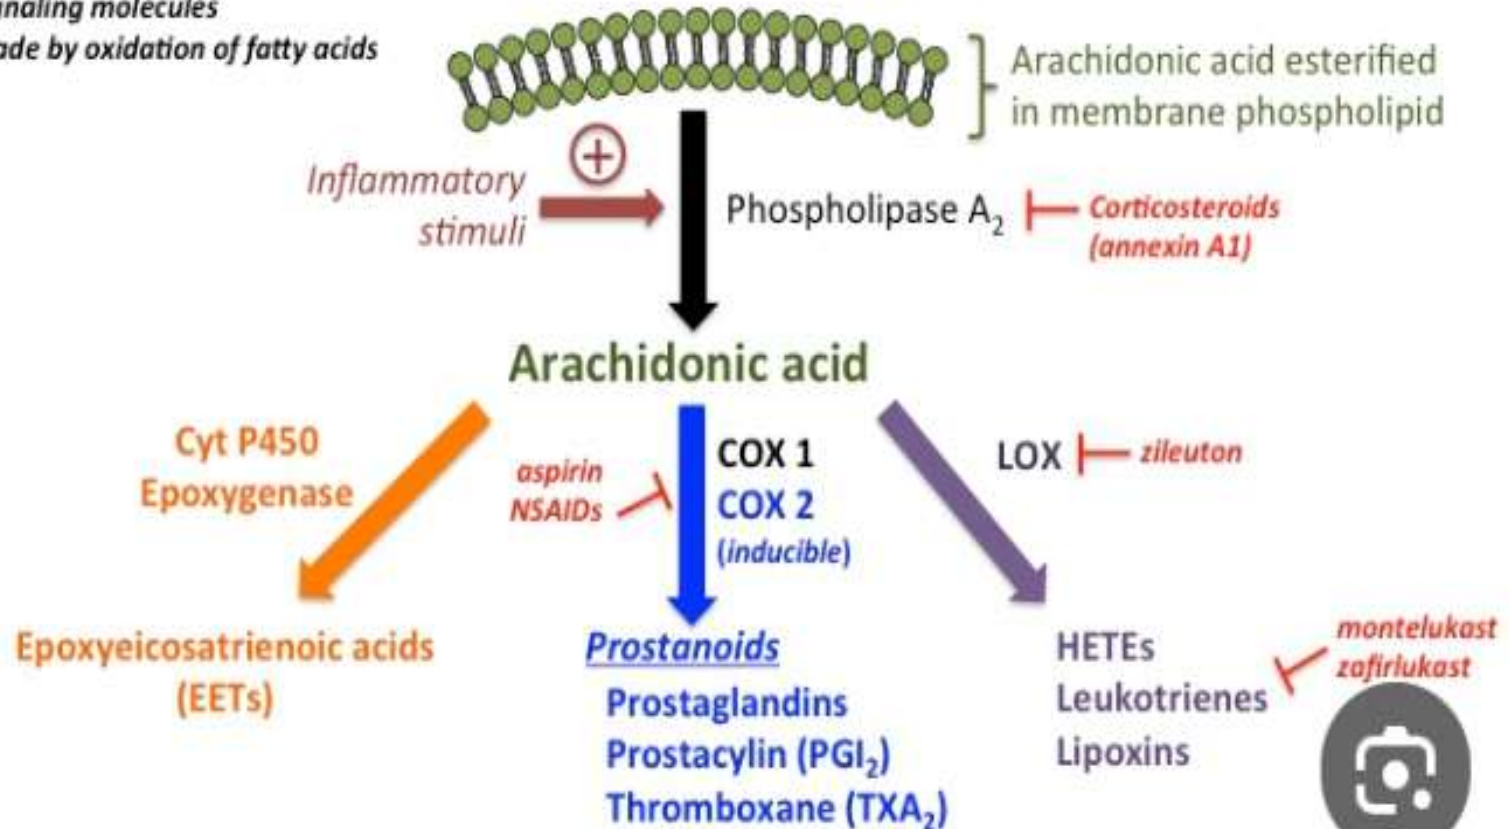 made by oxidation of fatty acids
Arachidonic acid esterified
in membrane phospholipid
Inflammatory
stimuli
+
Phospholipase A₂
Corticosteroids
(annexin A1)
Arachidonic acid
Cyt P450
Epoxygenase
aspirin
NSAIDs
COX 1
COX 2
(inducible)
LOX
zileuton
Epoxyeicosatrienoic acids
(EETs)
Prostanoids
Prostaglandins
Prostacylin (PGI₂)
Thromboxane (TXA₂)
HETEs
Leukotrienes
Lipoxins
montelukast
zafirlukast